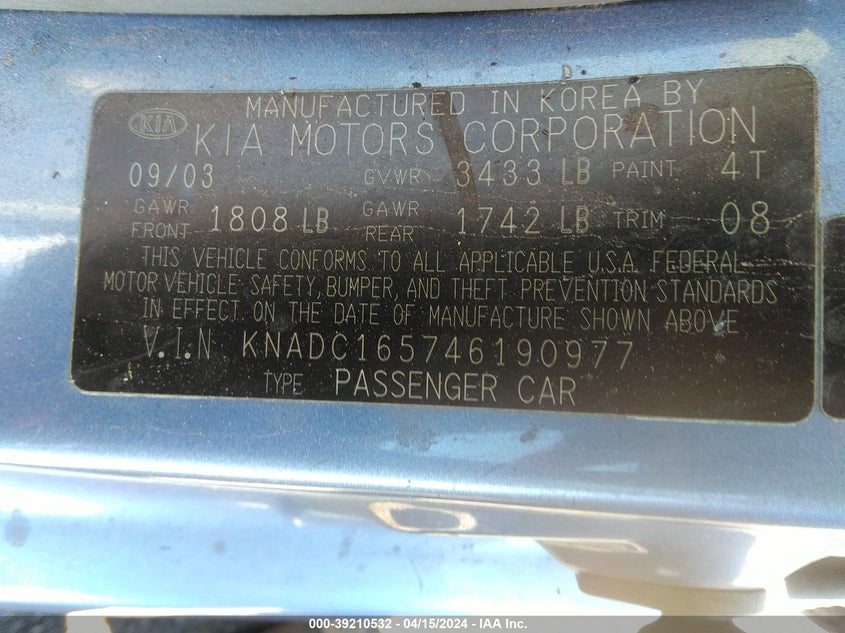 MANUFACTURED IN KOREA BY
KIA KIA MOTORS CORPORATION
09/03 GVWR 3433 LB PAINT 4T
GAWR FRONT 1808 LB GAWR REAR 1742 LB TRIM 08
THIS VEHICLE CONFORMS TO ALL APPLICABLE U.S.A. FEDERAL
MOTOR VEHICLE SAFETY, BUMPER, AND THEFT PREVENTION STANDARDS
IN EFFECT ON THE DATE OF MANUFACTURE SHOWN ABOVE
V.I.N KNADC165746190977
TYPE PASSENGER CAR
000-39210532 - 04/15/2024 - IAA Inc.